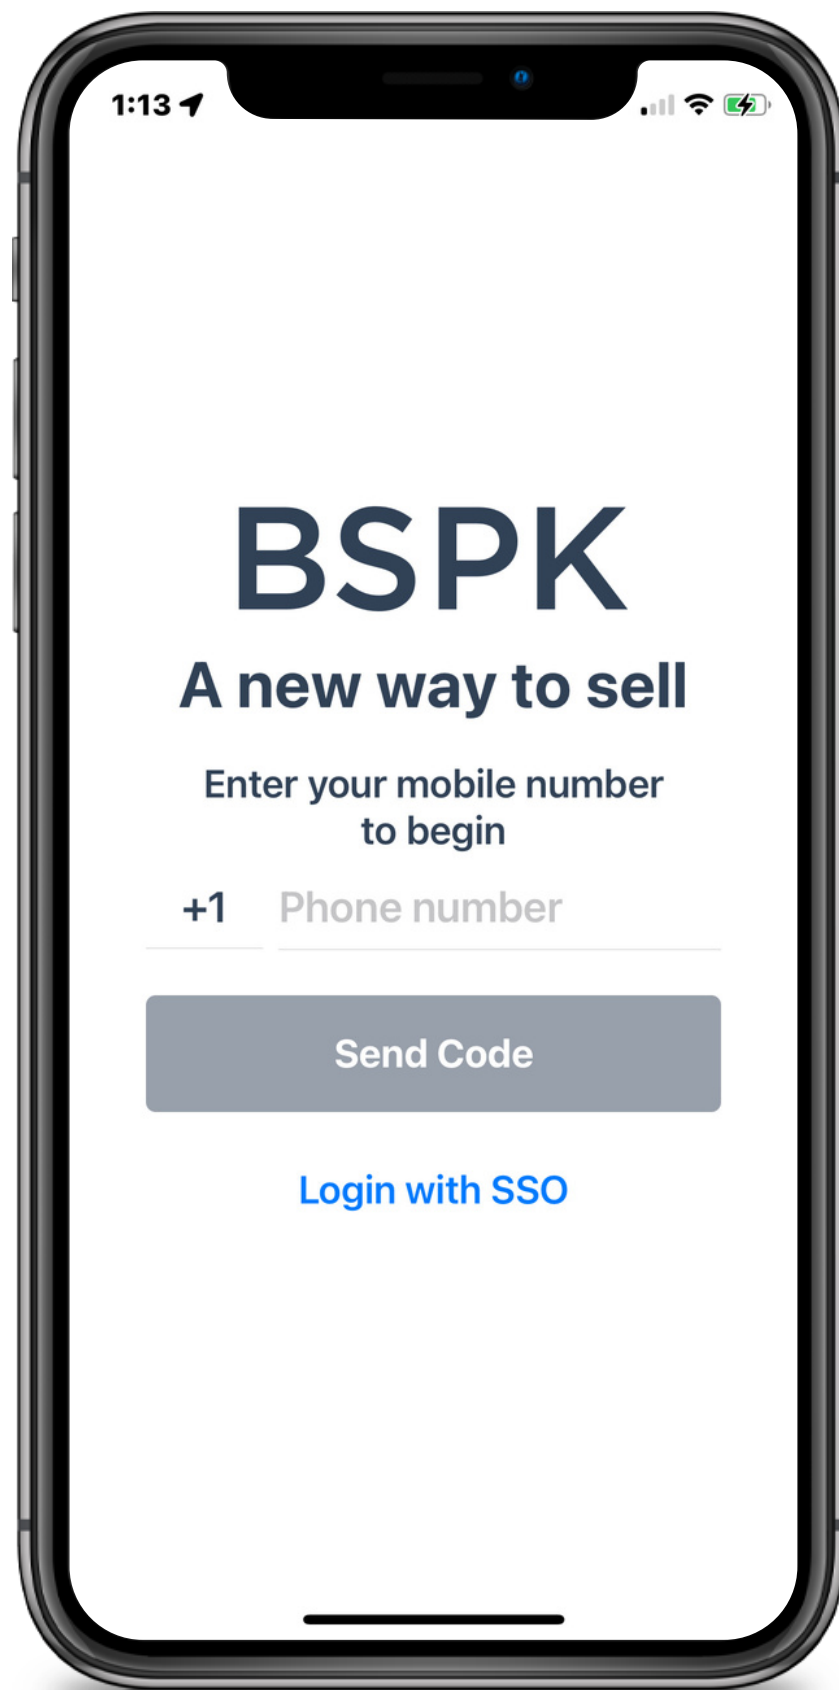 1:13
BSPK
A new way to sell
Enter your mobile number
to begin
+1 Phone number
Send Code
Login with SSO